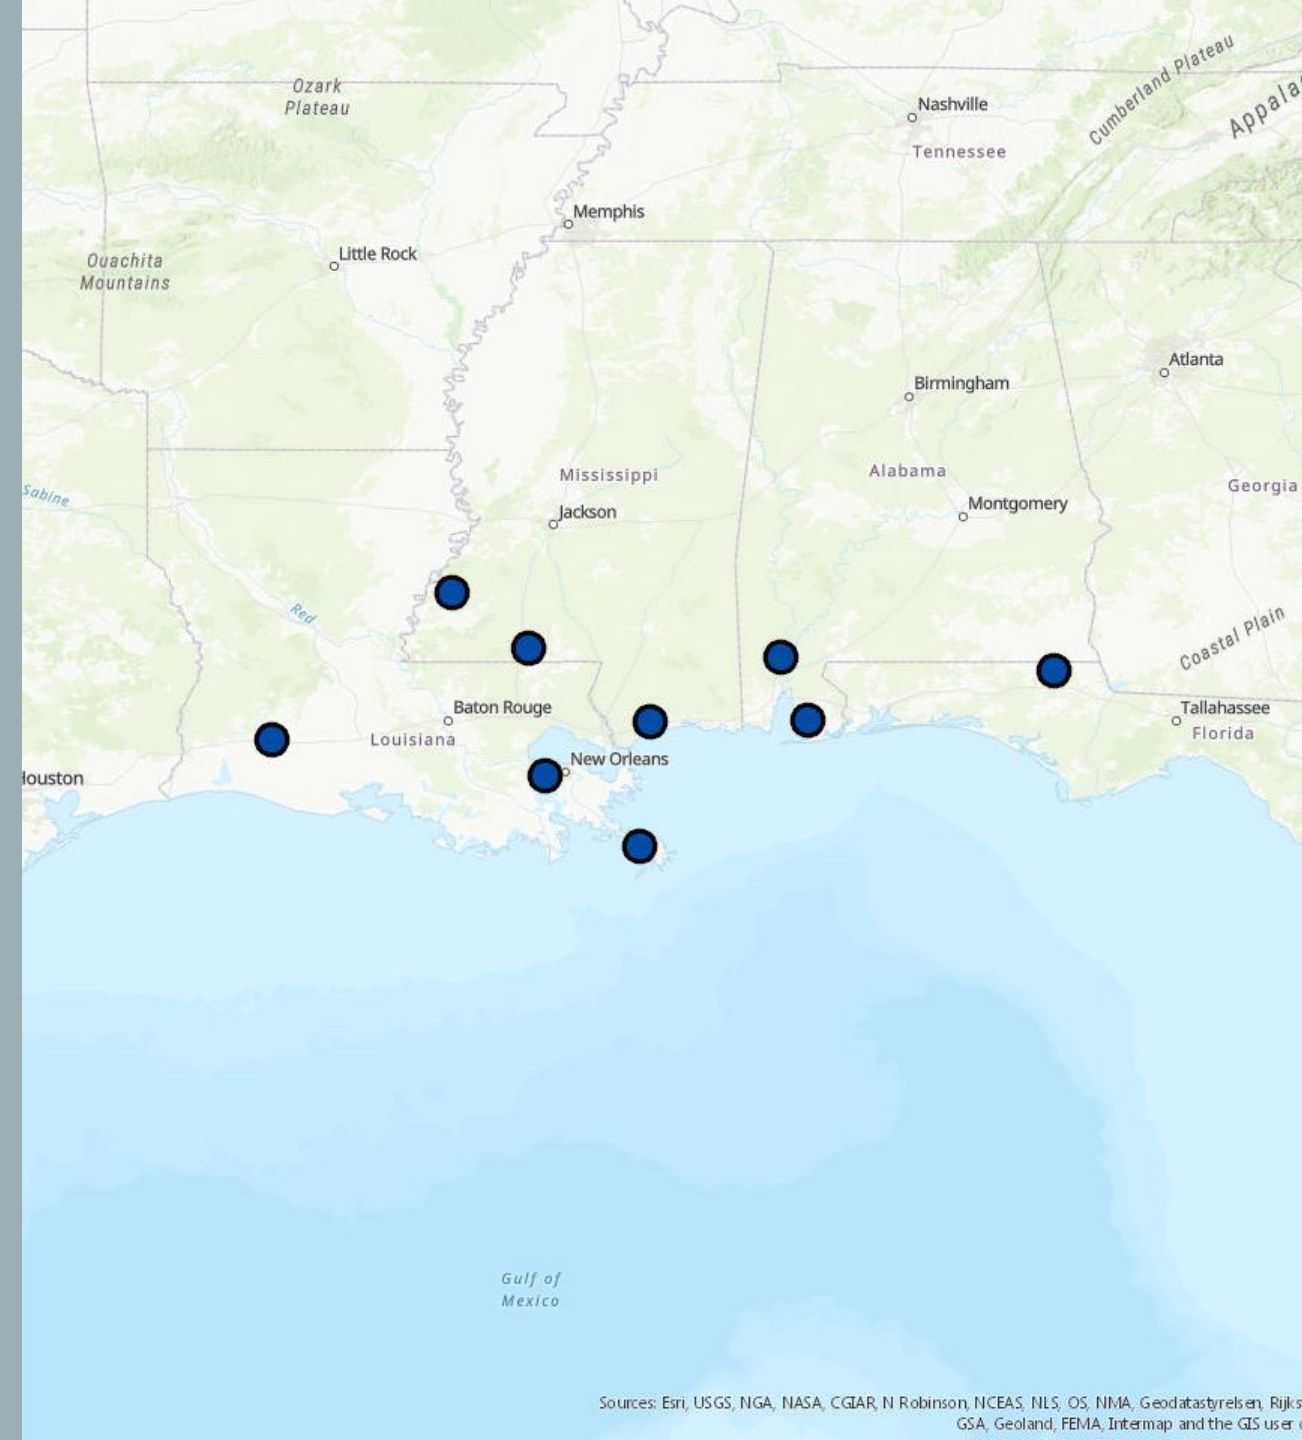 Ozark
Plateau
Cumberland Plateau
Appala
Nashville
Tennessee
Memphis
Little Rock
Ouachita
Mountains
Atlanta
Birmingham
Mississippi
Alabama
Georgia
Sabine
Montgomery
Jackson
Red
Coastal Plain
Baton Rouge
Tallahassee
Louisiana
Florida
New Orleans
Houston
Gulf of
Mexico
Sources: Esri, USGS, NGA, NASA, CGIAR, N Robinson, NCEAS, NLS, OS, NMA, Geodatastyrelsen, Rijks
GSA, Geoland, FEMA, Intermap and the GIS user